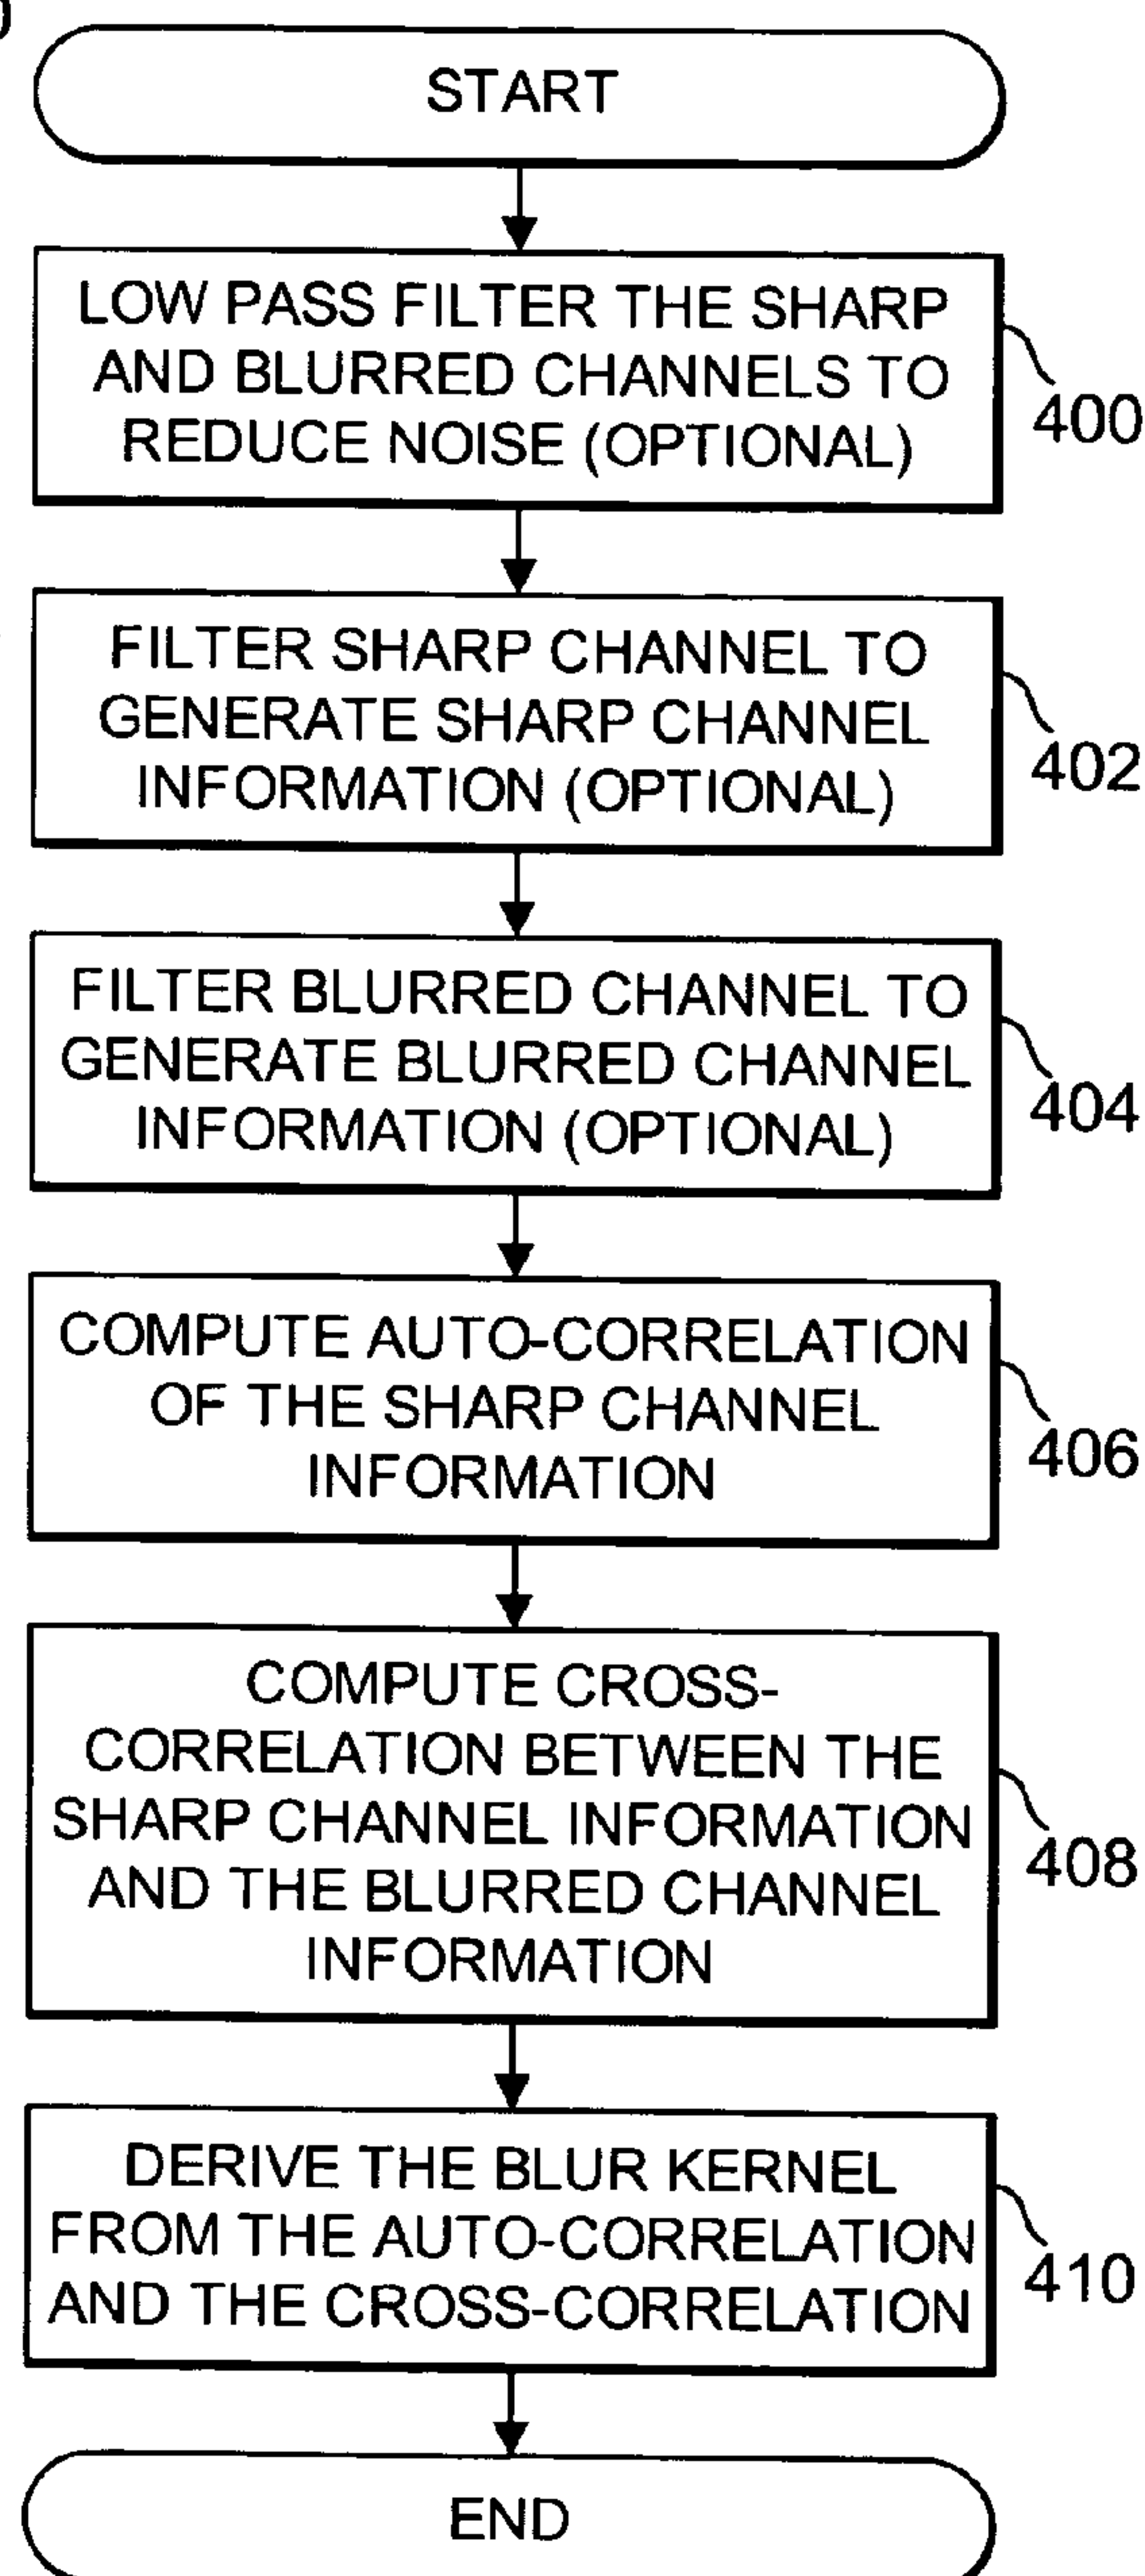 START
LOW PASS FILTER THE SHARP
AND BLURRED CHANNELS TO
REDUCE NOISE (OPTIONAL)
400
FILTER SHARP CHANNEL TO
GENERATE SHARP CHANNEL
INFORMATION (OPTIONAL)
402
FILTER BLURRED CHANNEL TO
GENERATE BLURRED CHANNEL
INFORMATION (OPTIONAL)
404
COMPUTE AUTO-CORRELATION
OF THE SHARP CHANNEL
INFORMATION
406
COMPUTE CROSS-
CORRELATION BETWEEN THE
SHARP CHANNEL INFORMATION
AND THE BLURRED CHANNEL
INFORMATION
408
DERIVE THE BLUR KERNEL
FROM THE AUTO-CORRELATION
AND THE CROSS-CORRELATION
410
END